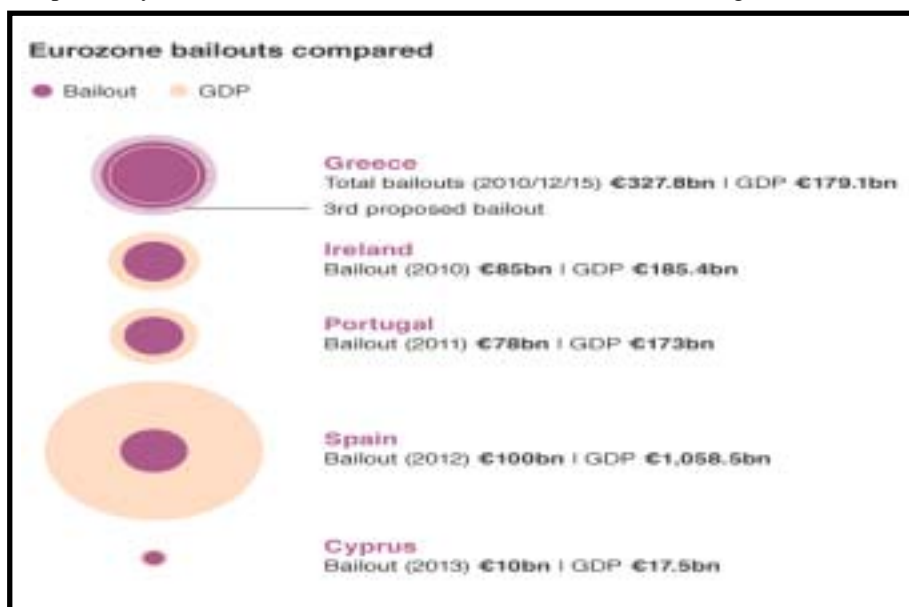 Eurozone bailouts compared
Bailout GDP
Greece
Total bailouts (2010/12/15) €327.8bn I GDP €179.1bn
3rd proposed bailout
Ireland
Bailout (2010) €85bn I GDP €185.4bn
Portugal
Bailout (2011) €78bn I GDP €173bn
Spain
Bailout (2012) €100bn I GDP €1,058.5bn
Cyprus
Bailout (2013) €10bn I GDP €17.5bn